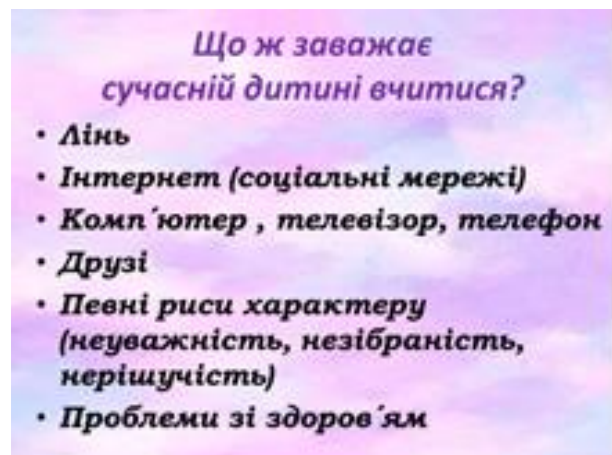 Що ж заважає
сучасній дитині вчитися?
• Лінь
• Інтернет (соціальні мережі)
• Комп´ютер , телевізор, телефон
• Друзі
• Певні риси характеру
(неуважність, незібраність,
нерішучість)
• Проблеми зі здоров´ям